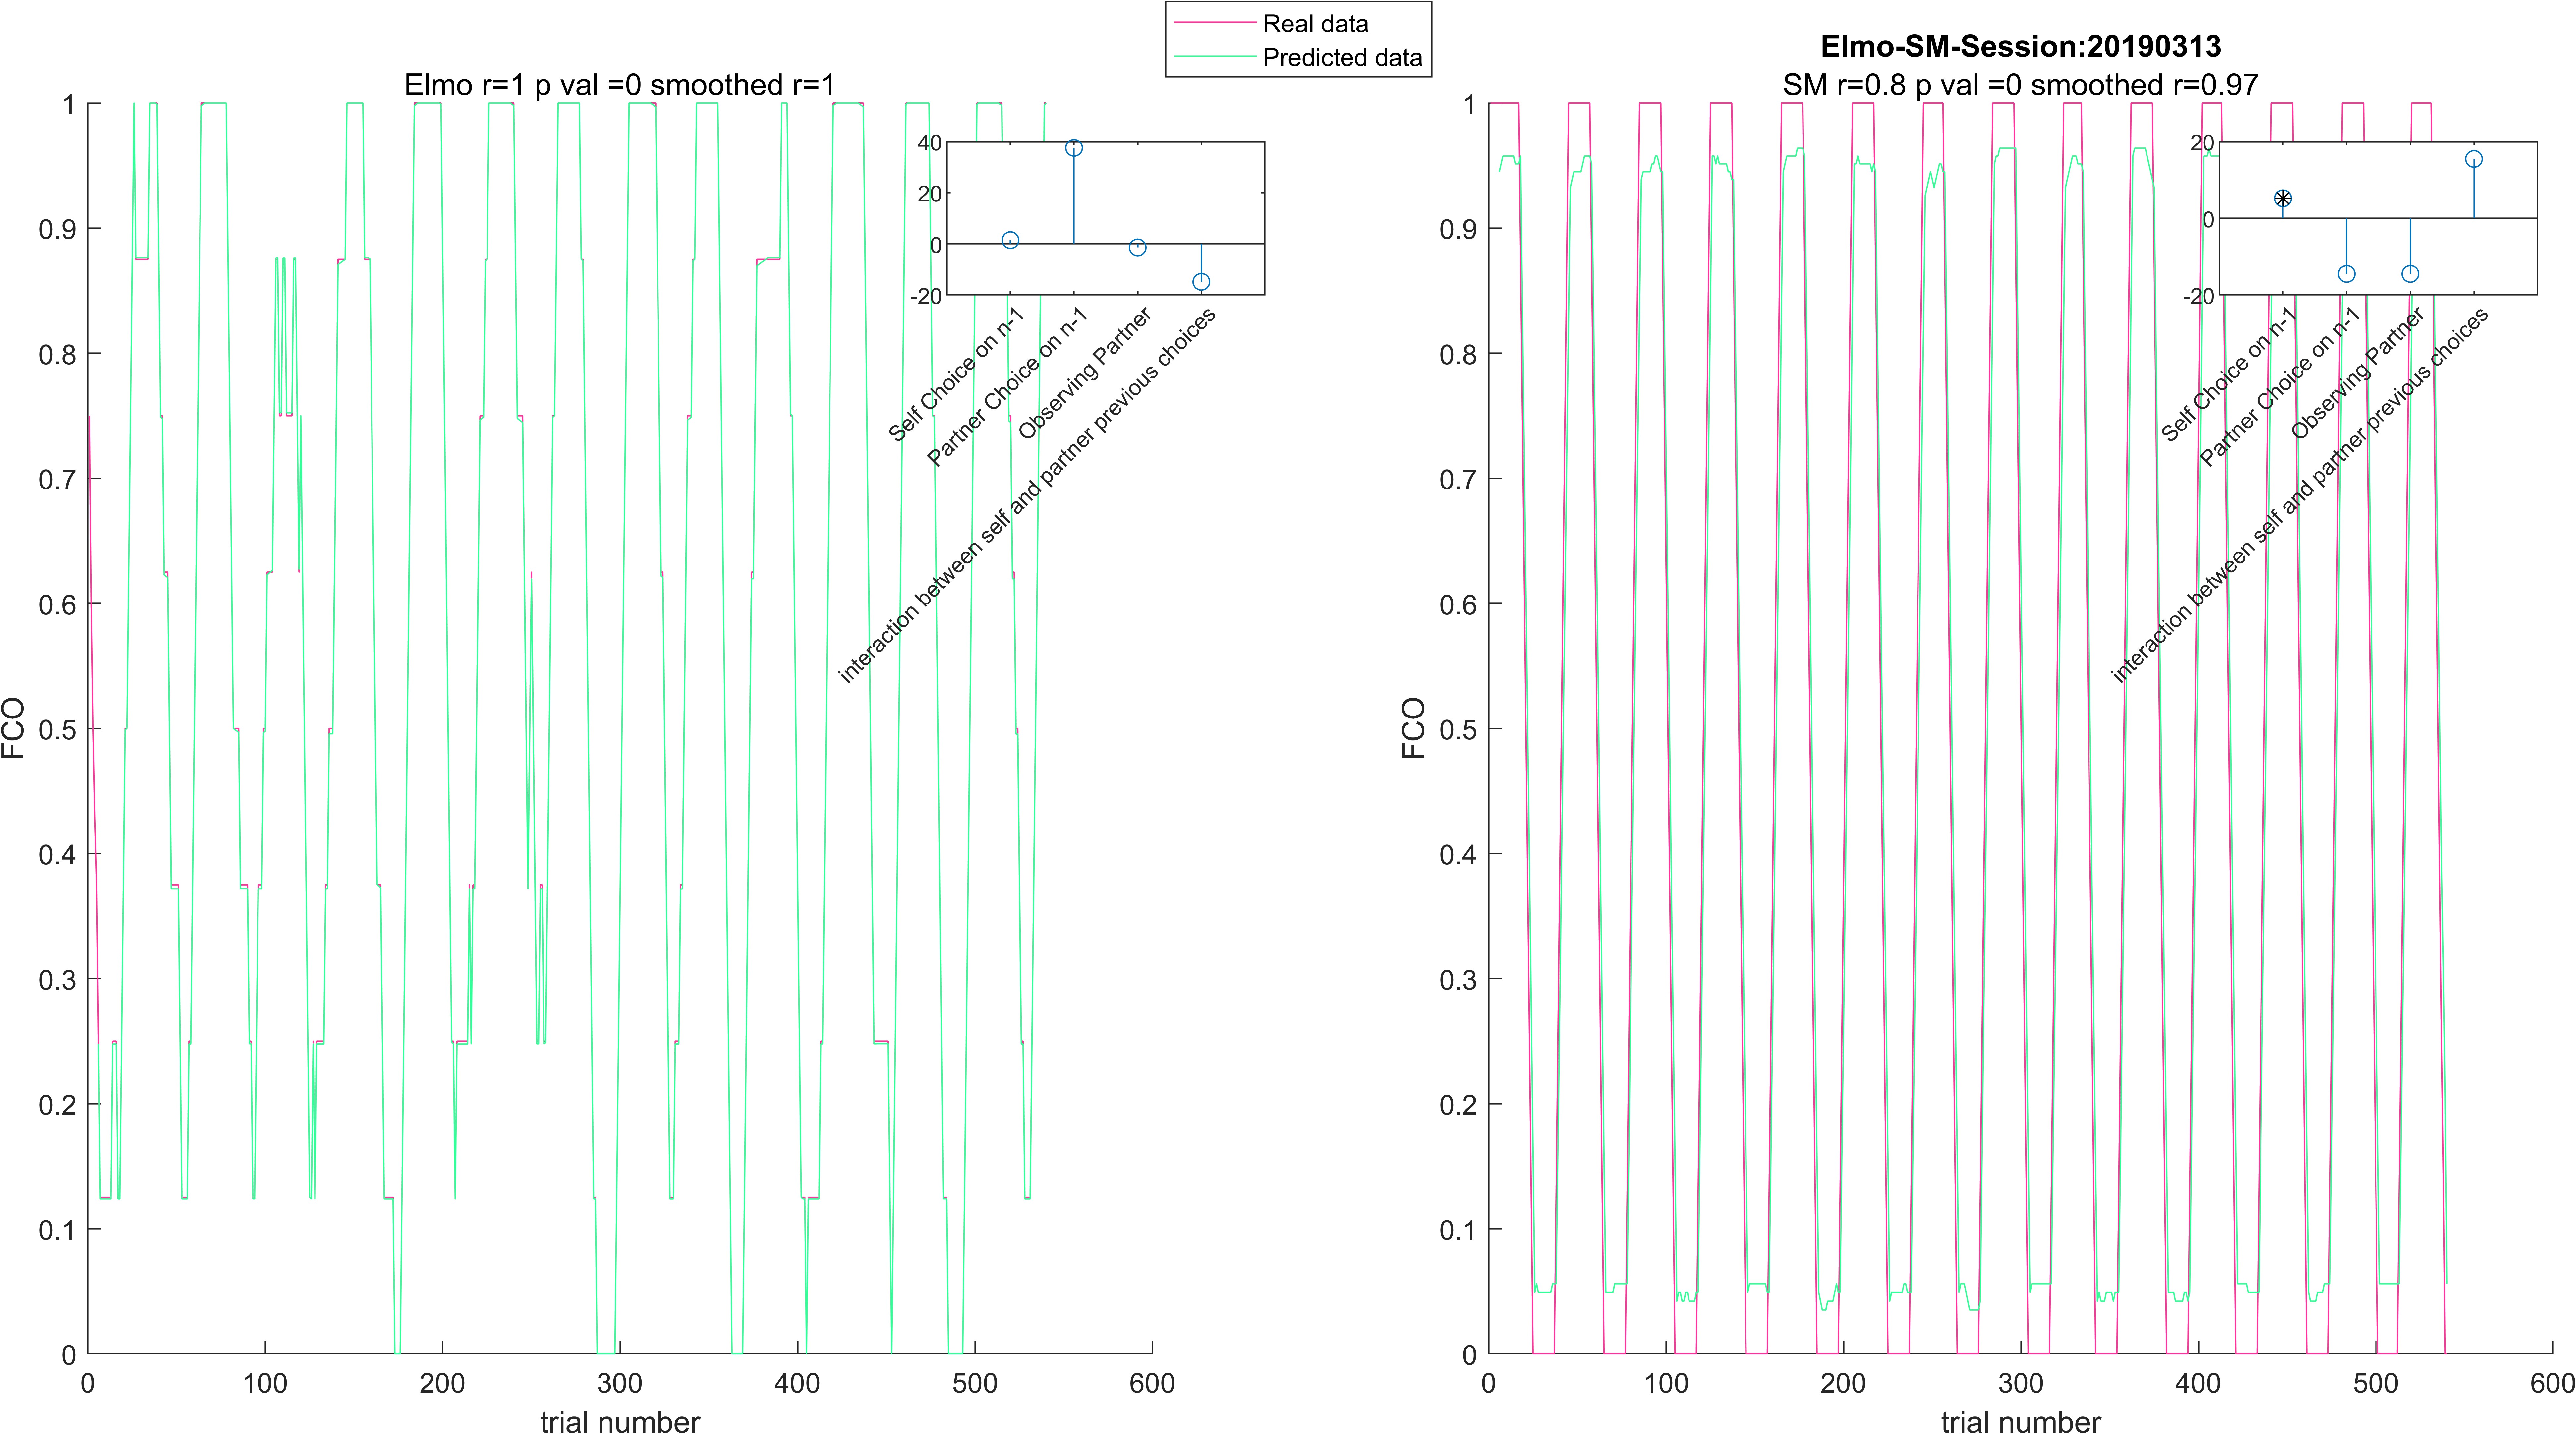 Real data
Predicted data
Elmo r=1 p val =0 smoothed r=1
1
0.9
0.8
0.7
0.6
0.5
0.4
0.3
0.2
0.1
0
FCO
0
100
200
300
400
500
600
trial number
40
20
0
-20
Self Choice on n-1
Partner Choice on n-1
Observing Partner
interaction between self and partner previous choices
Elmo-SM-Session:20190313
SM r=0.8 p val =0 smoothed r=0.97
1
0.9
0.8
0.7
0.6
0.5
0.4
0.3
0.2
0.1
0
FCO
0
100
200
300
400
500
600
trial number
20
0
-20
Self Choice on n-1
Partner Choice on n-1
Observing Partner
interaction between self and partner previous choices